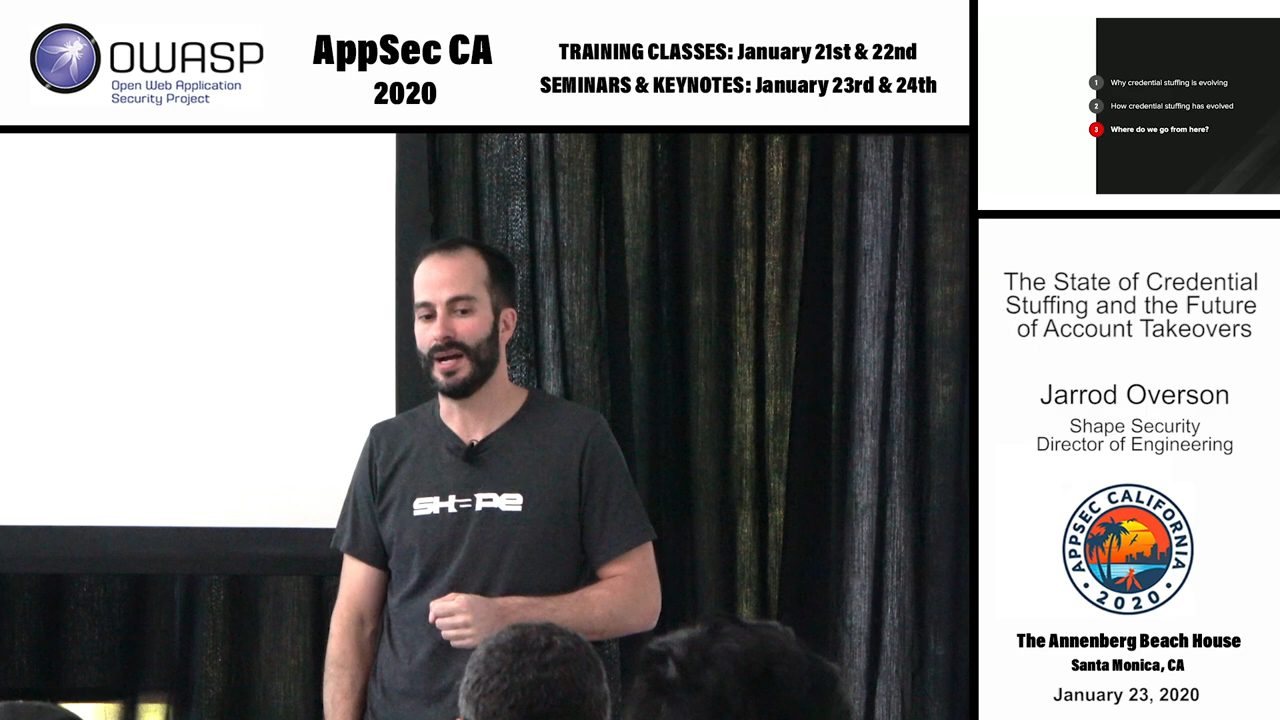 OWASP
Open Web Application
Security Project
AppSec CA
2020
TRAINING CLASSES: January 21st & 22nd
SEMINARS & KEYNOTES: January 23rd & 24th
1 Why credential stuffing is evolving
2 How credential stuffing has evolved
3 Where do we go from here?
SHAPE
The State of Credential
Stuffing and the Future
of Account Takeovers
Jarrod Overson
Shape Security
Director of Engineering
APPSEC CALIFORNIA
• 2020 •
The Annenberg Beach House
Santa Monica, CA
January 23, 2020